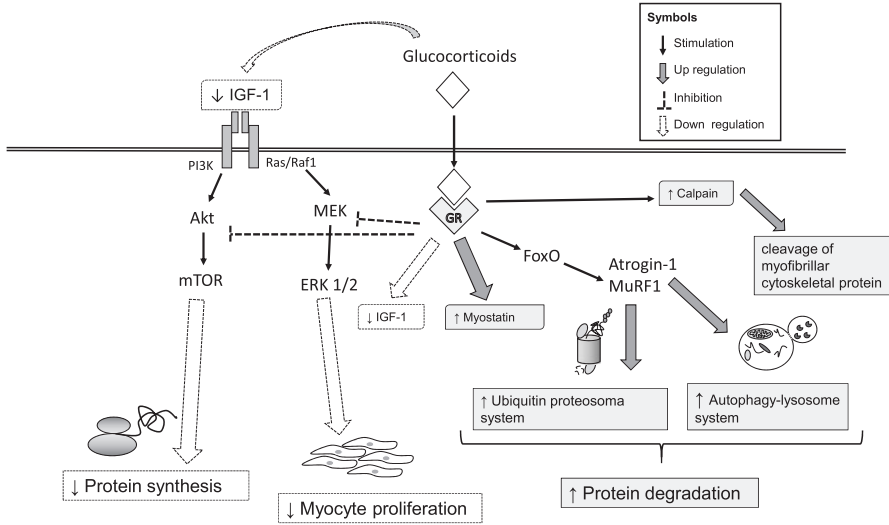 Symbols
Stimulation
Up regulation
Inhibition
Down regulation
Glucocorticoids
↓ IGF-1
PI3K
Ras/Raf1
Akt
MEK
GR
↑ Calpain
mTOR
ERK 1/2
FoxO
Atrogin-1
MuRF1
cleavage of
myofibrillar
cytoskeletal protein
↓ IGF-1
↑ Myostatin
↑ Ubiquitin proteosoma
system
↑ Autophagy-lysosome
system
↓ Protein synthesis
↓ Myocyte proliferation
↑ Protein degradation